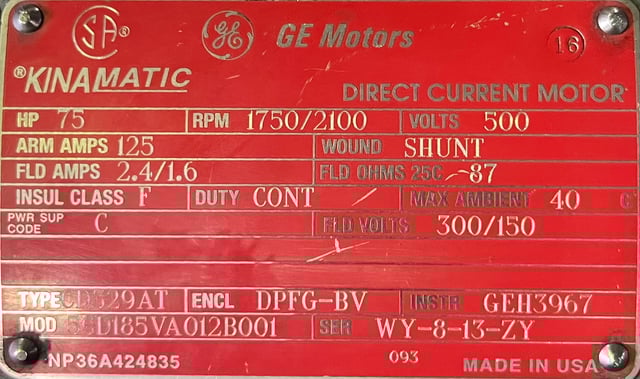 SA® GE GE Motors 16
®KINAMATIC
DIRECT CURRENT MOTOR
HP 75 RPM 1750/2100 VOLTS 500
ARM AMPS 125 WOUND SHUNT
FLD AMPS 2.4/1.6 FLD OHMS 25C 87
INSUL CLASS F DUTY CONT MAX AMBIENT 40
PWR SUP CODE C FLD VOLTS 300/150
TYPE CD329AT ENCL DPFG-BV INSTR GEH3967
MOD SER WY-8-13-ZY
NP36A424835 093 MADE IN USA